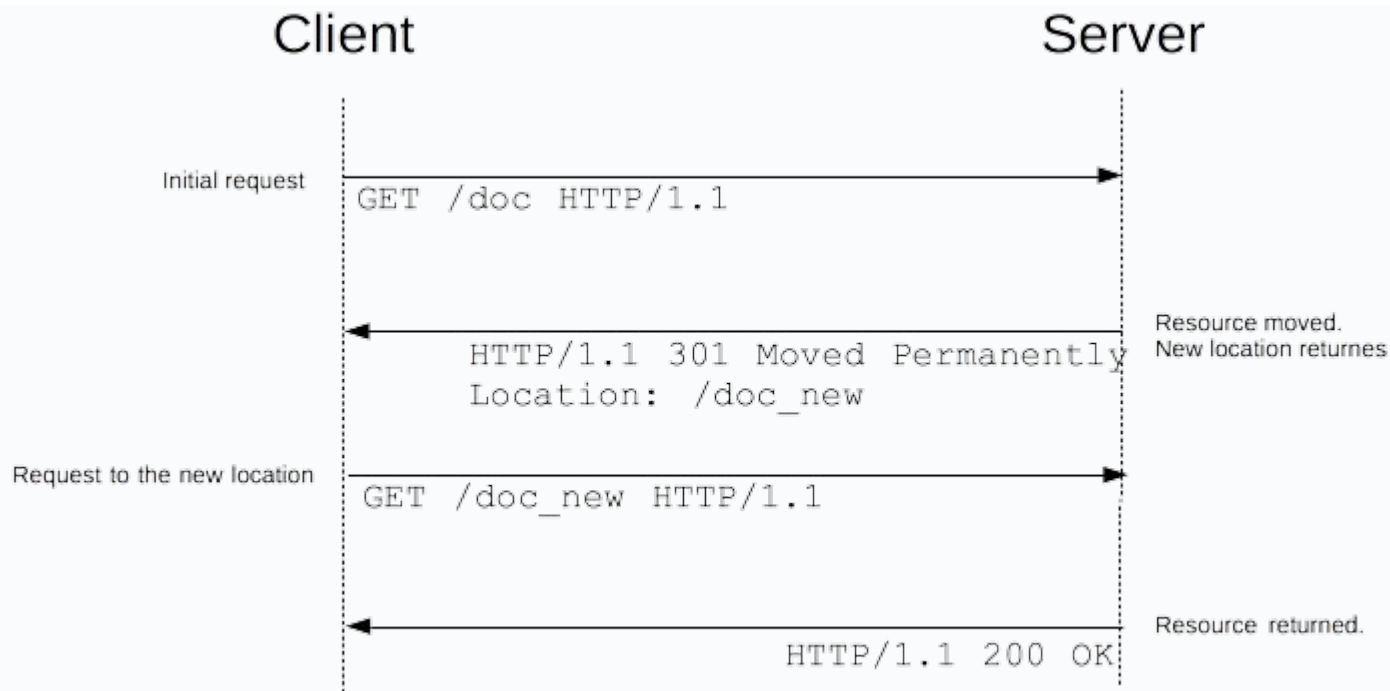 Client
Server
Initial request
GET /doc HTTP/1.1
Resource moved.
New location returnes
HTTP/1.1 301 Moved Permanently
Location: /doc_new
Request to the new location
GET /doc_new HTTP/1.1
Resource returned.
HTTP/1.1 200 OK